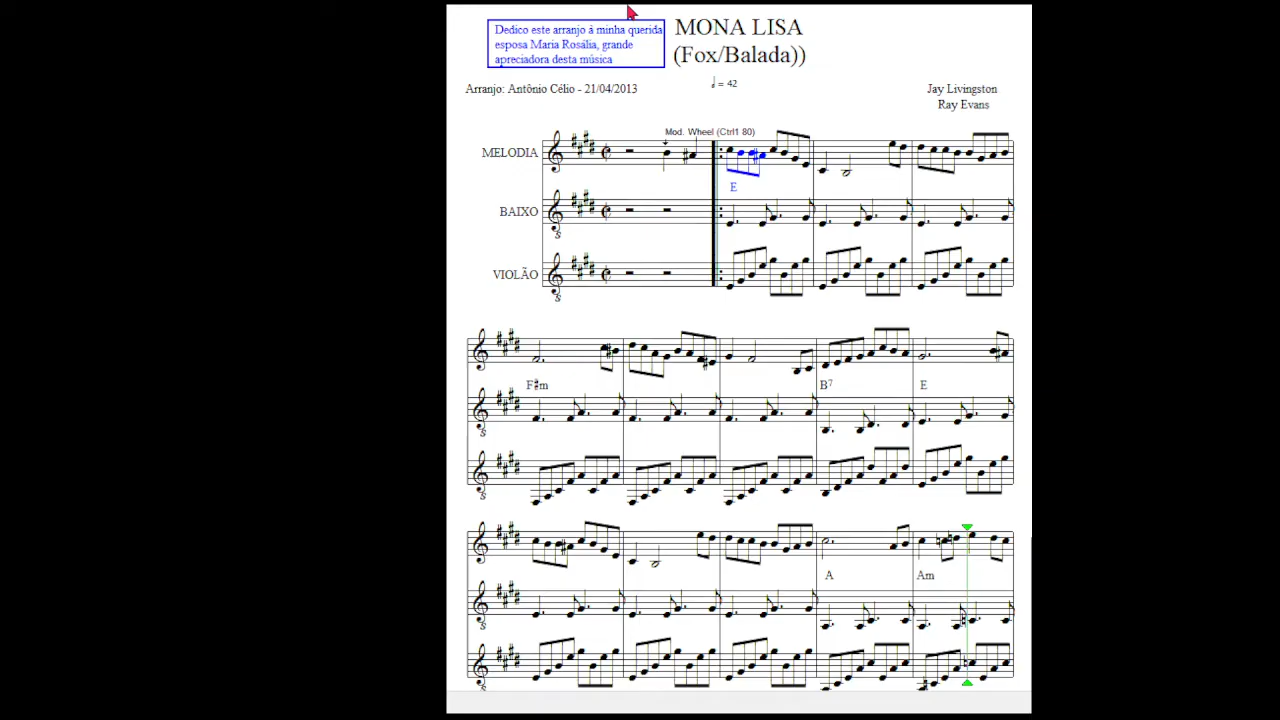 Dedico este arranjo à minha querida
esposa Maria Rosália, grande
apreciadora desta música
MONA LISA
(Fox/Balada))
= 42
Arranjo: Antônio Célio - 21/04/2013
Jay Livingston
Ray Evans
Mod. Wheel (Ctrl1 80)
MELODIA
E
BAIXO
VIOLÃO
F#m
B7
E
A
Am